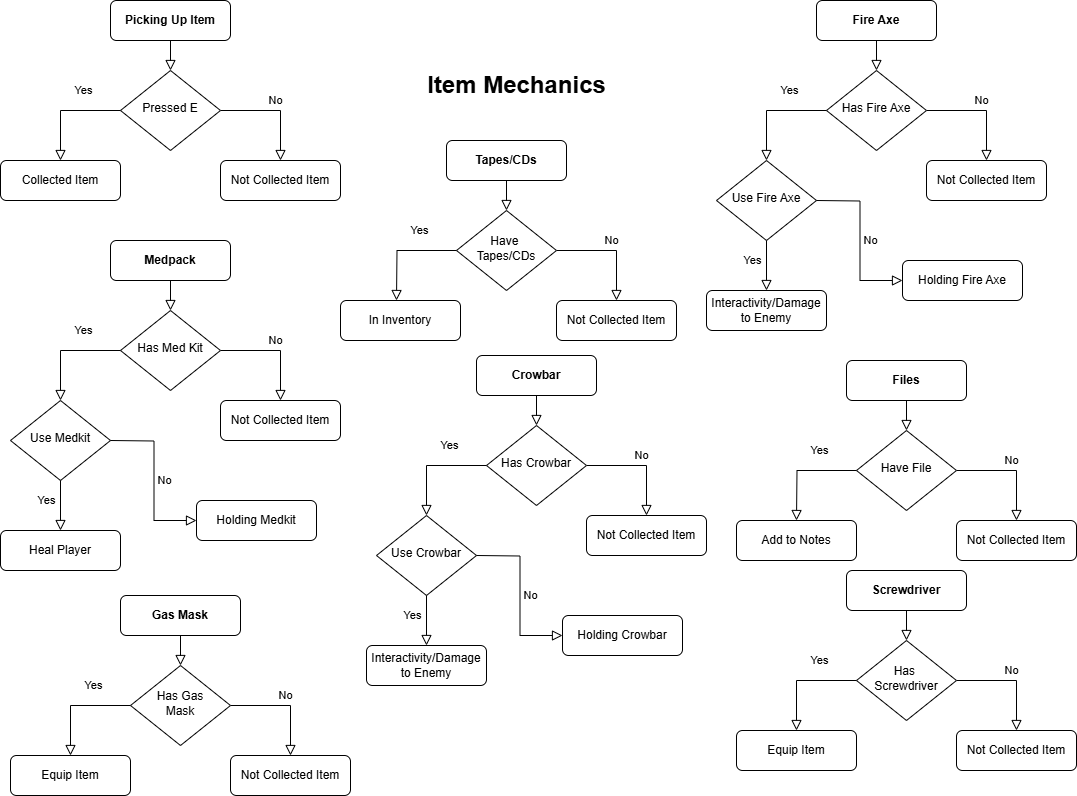 Picking Up Item
Yes
Pressed E
No
Collected Item
Not Collected Item
Item Mechanics
Fire Axe
Yes
Has Fire Axe
No
Not Collected Item
Use Fire Axe
No
Yes
Holding Fire Axe
Interactivity/Damage
to Enemy
Tapes/CDs
Yes
Have
Tapes/CDs
No
In Inventory
Not Collected Item
Medpack
Yes
Has Med Kit
No
Not Collected Item
Use Medkit
No
Yes
Holding Medkit
Heal Player
Crowbar
Yes
Has Crowbar
No
Not Collected Item
Use Crowbar
No
Yes
Holding Crowbar
Interactivity/Damage
to Enemy
Files
Yes
Have File
No
Add to Notes
Not Collected Item
Gas Mask
Yes
Has Gas
Mask
No
Equip Item
Not Collected Item
Screwdriver
Yes
Has
Screwdriver
No
Equip Item
Not Collected Item